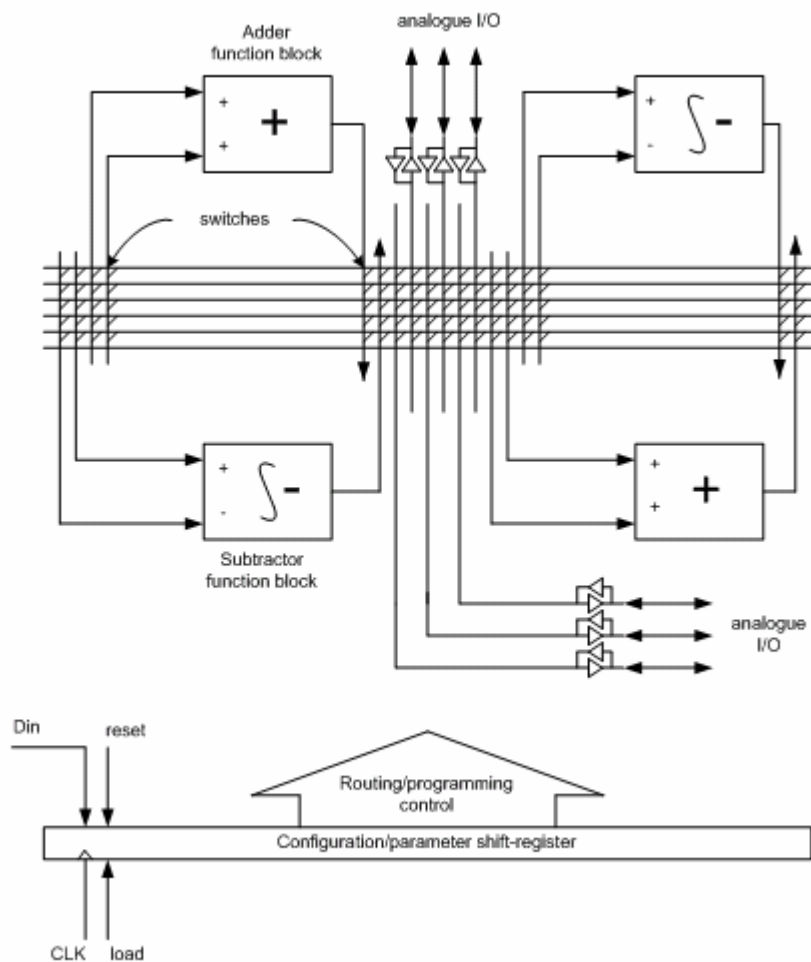 analogue I/O
Adder
function block
+
+
+
+
-
∫-
switches
+
-
∫-
+
+
+
Subtractor
function block
analogue
I/O
Din
reset
Routing/programming
control
Configuration/parameter shift-register
CLK
load